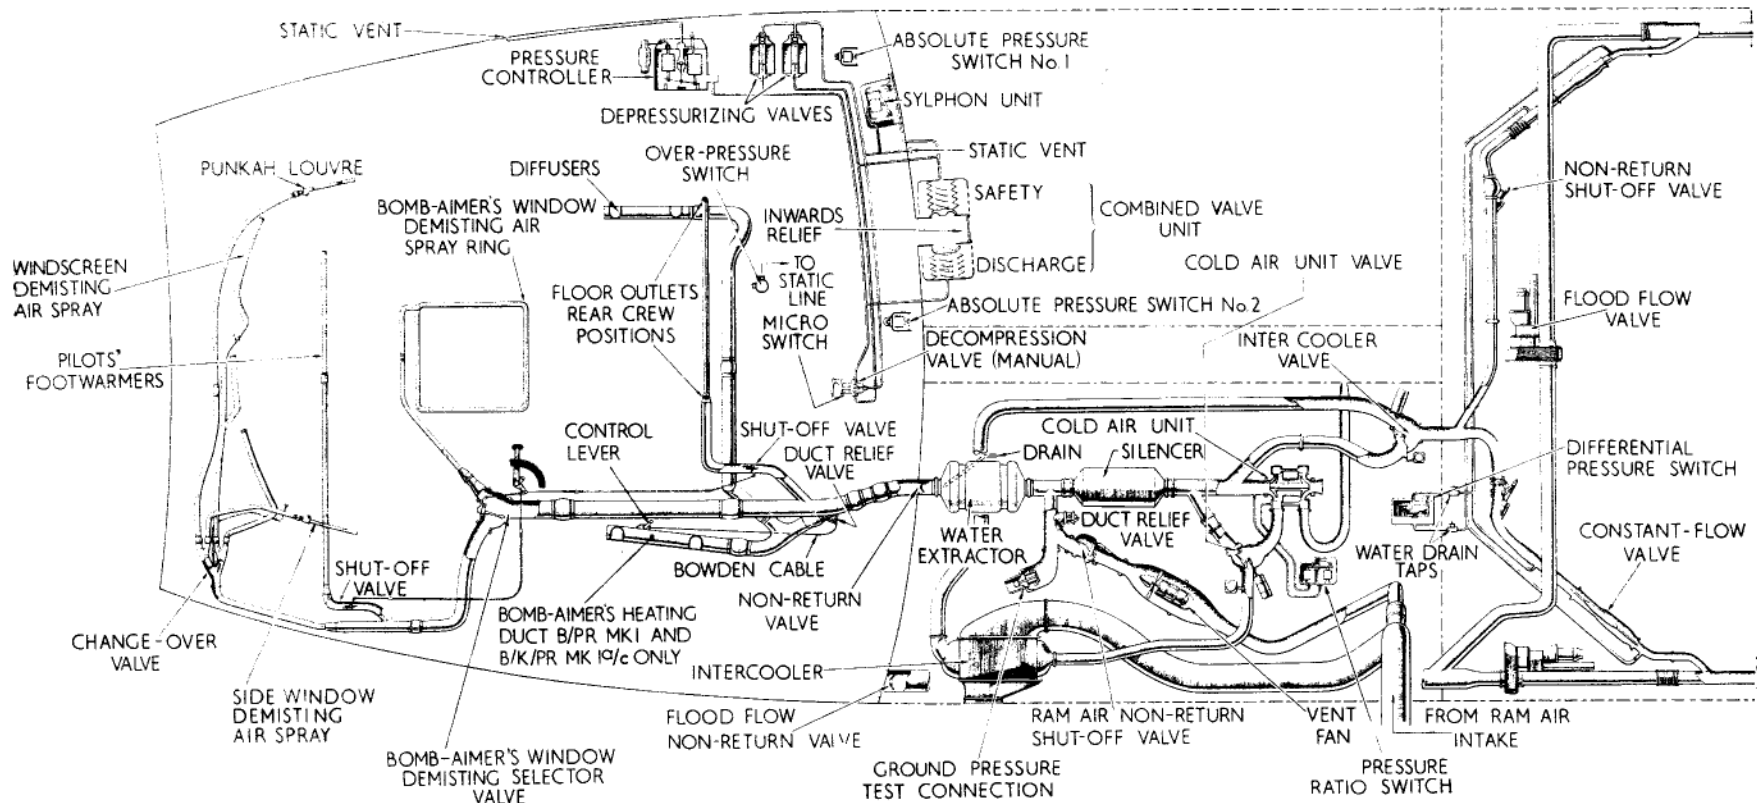 STATIC VENT
PRESSURE
CONTROLLER
DEPRESSURIZING VALVES
ABSOLUTE PRESSURE
SWITCH No.1
SYLPHON UNIT
STATIC VENT
PUNKAH LOUVRE
DIFFUSERS
OVER-PRESSURE
SWITCH
BOMB-AIMER'S WINDOW
DEMISTING AIR
SPRAY RING
SAFETY
INWARDS
RELIEF
COMBINED VALVE
UNIT
DISCHARGE
NON-RETURN
SHUT-OFF VALVE
WINDSCREEN
DEMISTING
AIR SPRAY
TO
STATIC
LINE
COLD AIR UNIT VALVE
FLOOR OUTLETS
REAR CREW
POSITIONS
MICRO
SWITCH
ABSOLUTE PRESSURE SWITCH No.2
FLOOD FLOW
VALVE
PILOTS'
FOOTWARMERS
DECOMPRESSION
VALVE (MANUAL)
INTER COOLER
VALVE
CONTROL
LEVER
SHUT-OFF VALVE
DUCT RELIEF
VALVE
COLD AIR UNIT
DRAIN
SILENCER
DIFFERENTIAL
PRESSURE SWITCH
WATER
EXTRACTOR
DUCT RELIEF
VALVE
WATER DRAIN
TAPS
CONSTANT-FLOW
VALVE
SHUT-OFF
VALVE
BOWDEN CABLE
NON-RETURN
VALVE
CHANGE-OVER
VALVE
BOMB-AIMER'S HEATING
DUCT B/PR MK I AND
B/K/PR MK 1a/c ONLY
INTERCOOLER
SIDE WINDOW
DEMISTING
AIR SPRAY
FLOOD FLOW
NON-RETURN VALVE
RAM AIR NON-RETURN
SHUT-OFF VALVE
VENT
FAN
FROM RAM AIR
INTAKE
BOMB-AIMER'S WINDOW
DEMISTING SELECTOR
VALVE
GROUND PRESSURE
TEST CONNECTION
PRESSURE
RATIO SWITCH